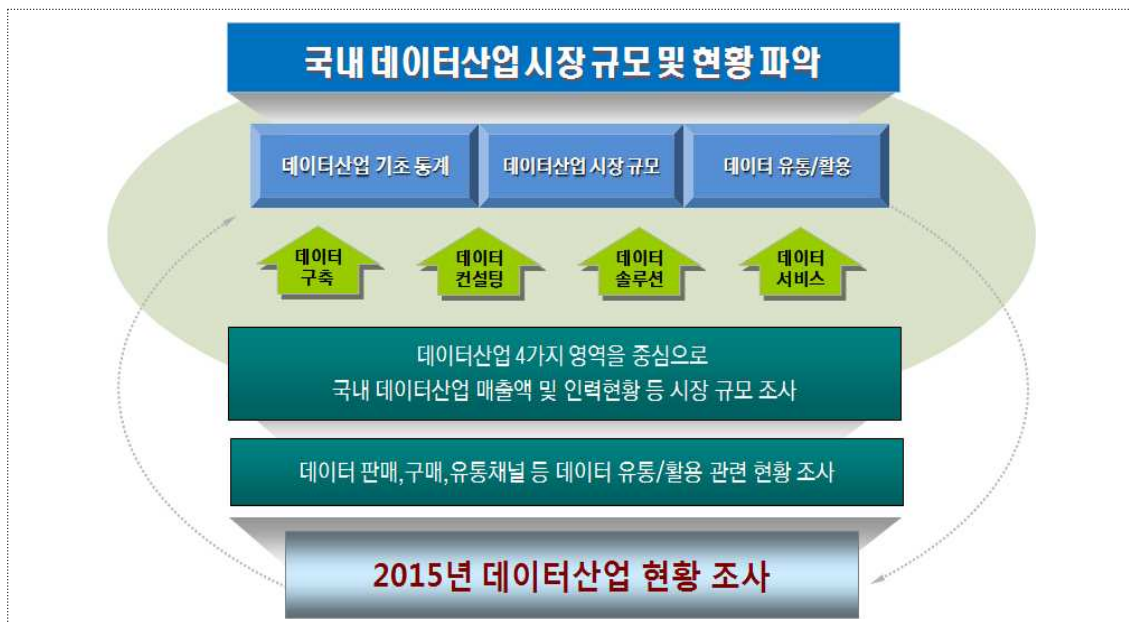 국내 데이터산업 시장 규모 및 현황 파악
데이터산업 기초 통계
데이터산업 시장 규모
데이터 유통/활용
데이터
구축
데이터
컨설팅
데이터
솔루션
데이터
서비스
데이터산업 4가지 영역을 중심으로
국내 데이터산업 매출액 및 인력현황 등 시장 규모 조사
데이터 판매,구매,유통채널 등 데이터 유통/활용 관련 현황 조사
2015년 데이터산업 현황 조사